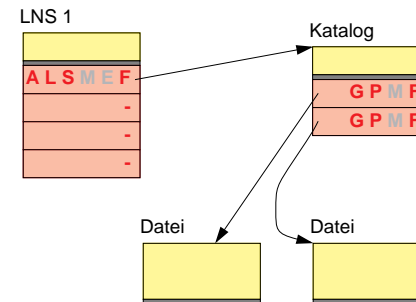 LNS 1
Katalog
A L S M E F
G P M F
-
G P M F
-
-
Datei
Datei